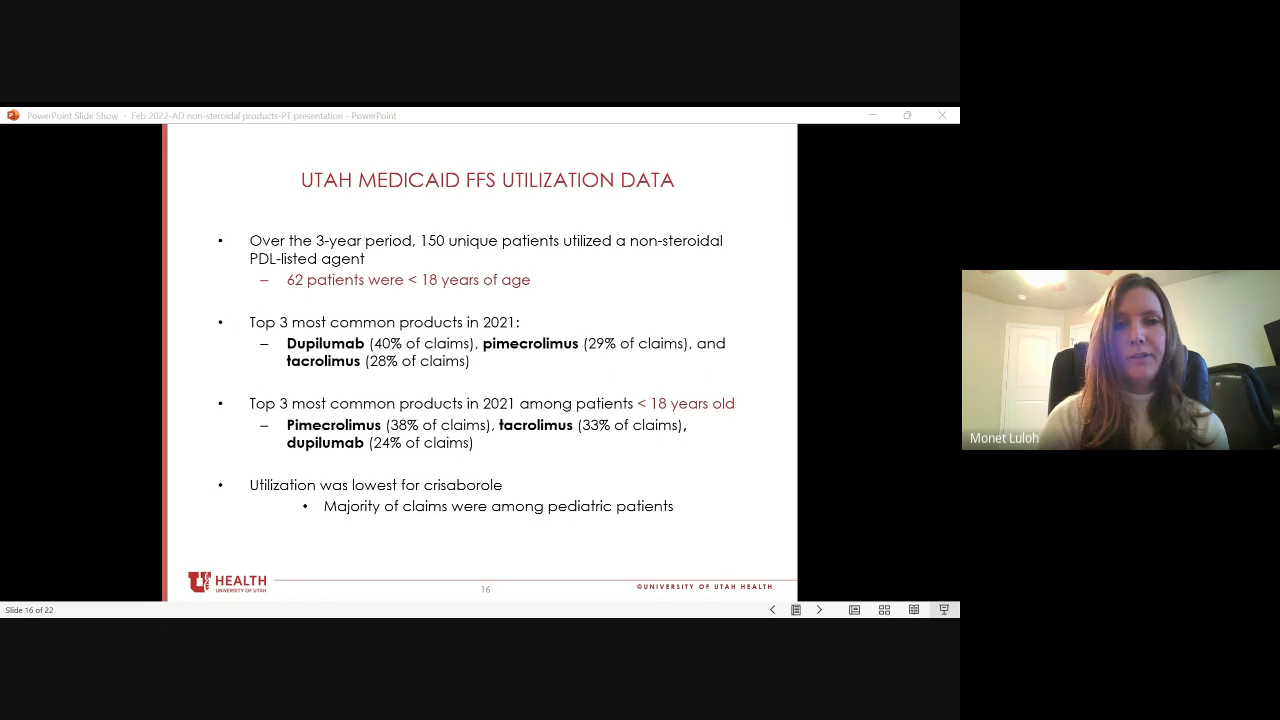 PowerPoint Slide Show - Feb 2022-AD non-steroidal products-PT presentation - PowerPoint
UTAH MEDICAID FFS UTILIZATION DATA
• Over the 3-year period, 150 unique patients utilized a non-steroidal
PDL-listed agent
– 62 patients were < 18 years of age
• Top 3 most common products in 2021:
– Dupilumab (40% of claims), pimecrolimus (29% of claims), and
tacrolimus (28% of claims)
• Top 3 most common products in 2021 among patients < 18 years old
– Pimecrolimus (38% of claims), tacrolimus (33% of claims),
dupilumab (24% of claims)
• Utilization was lowest for crisaborole
• Majority of claims were among pediatric patients
U HEALTH
UNIVERSITY OF UTAH
16
©UNIVERSITY OF UTAH HEALTH
Slide 16 of 22
Monet Luloh